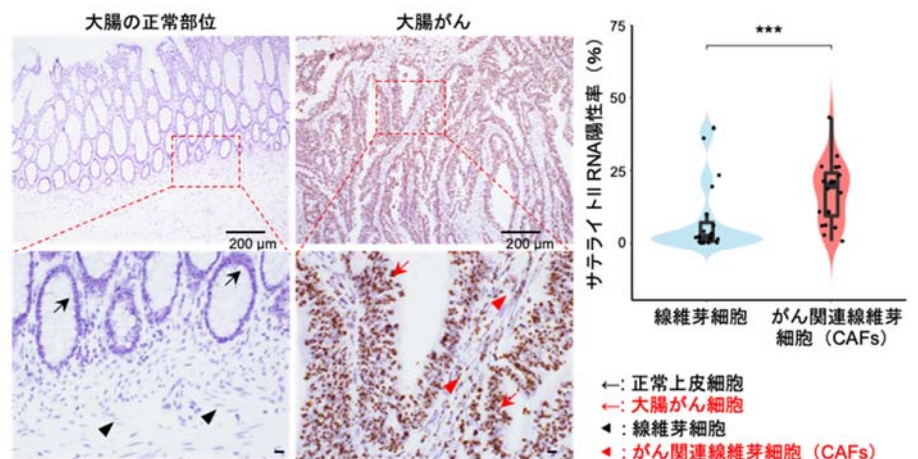 大腸の正常部位
大腸がん
200 µm
200 µm
サテライトII RNA陽性率（%）
75
50
25
0
***
線維芽細胞
がん関連線維芽
細胞（CAFs）
←: 正常上皮細胞
←: 大腸がん細胞
◄ : 線維芽細胞
◄ : がん関連線維芽細胞（CAFs）